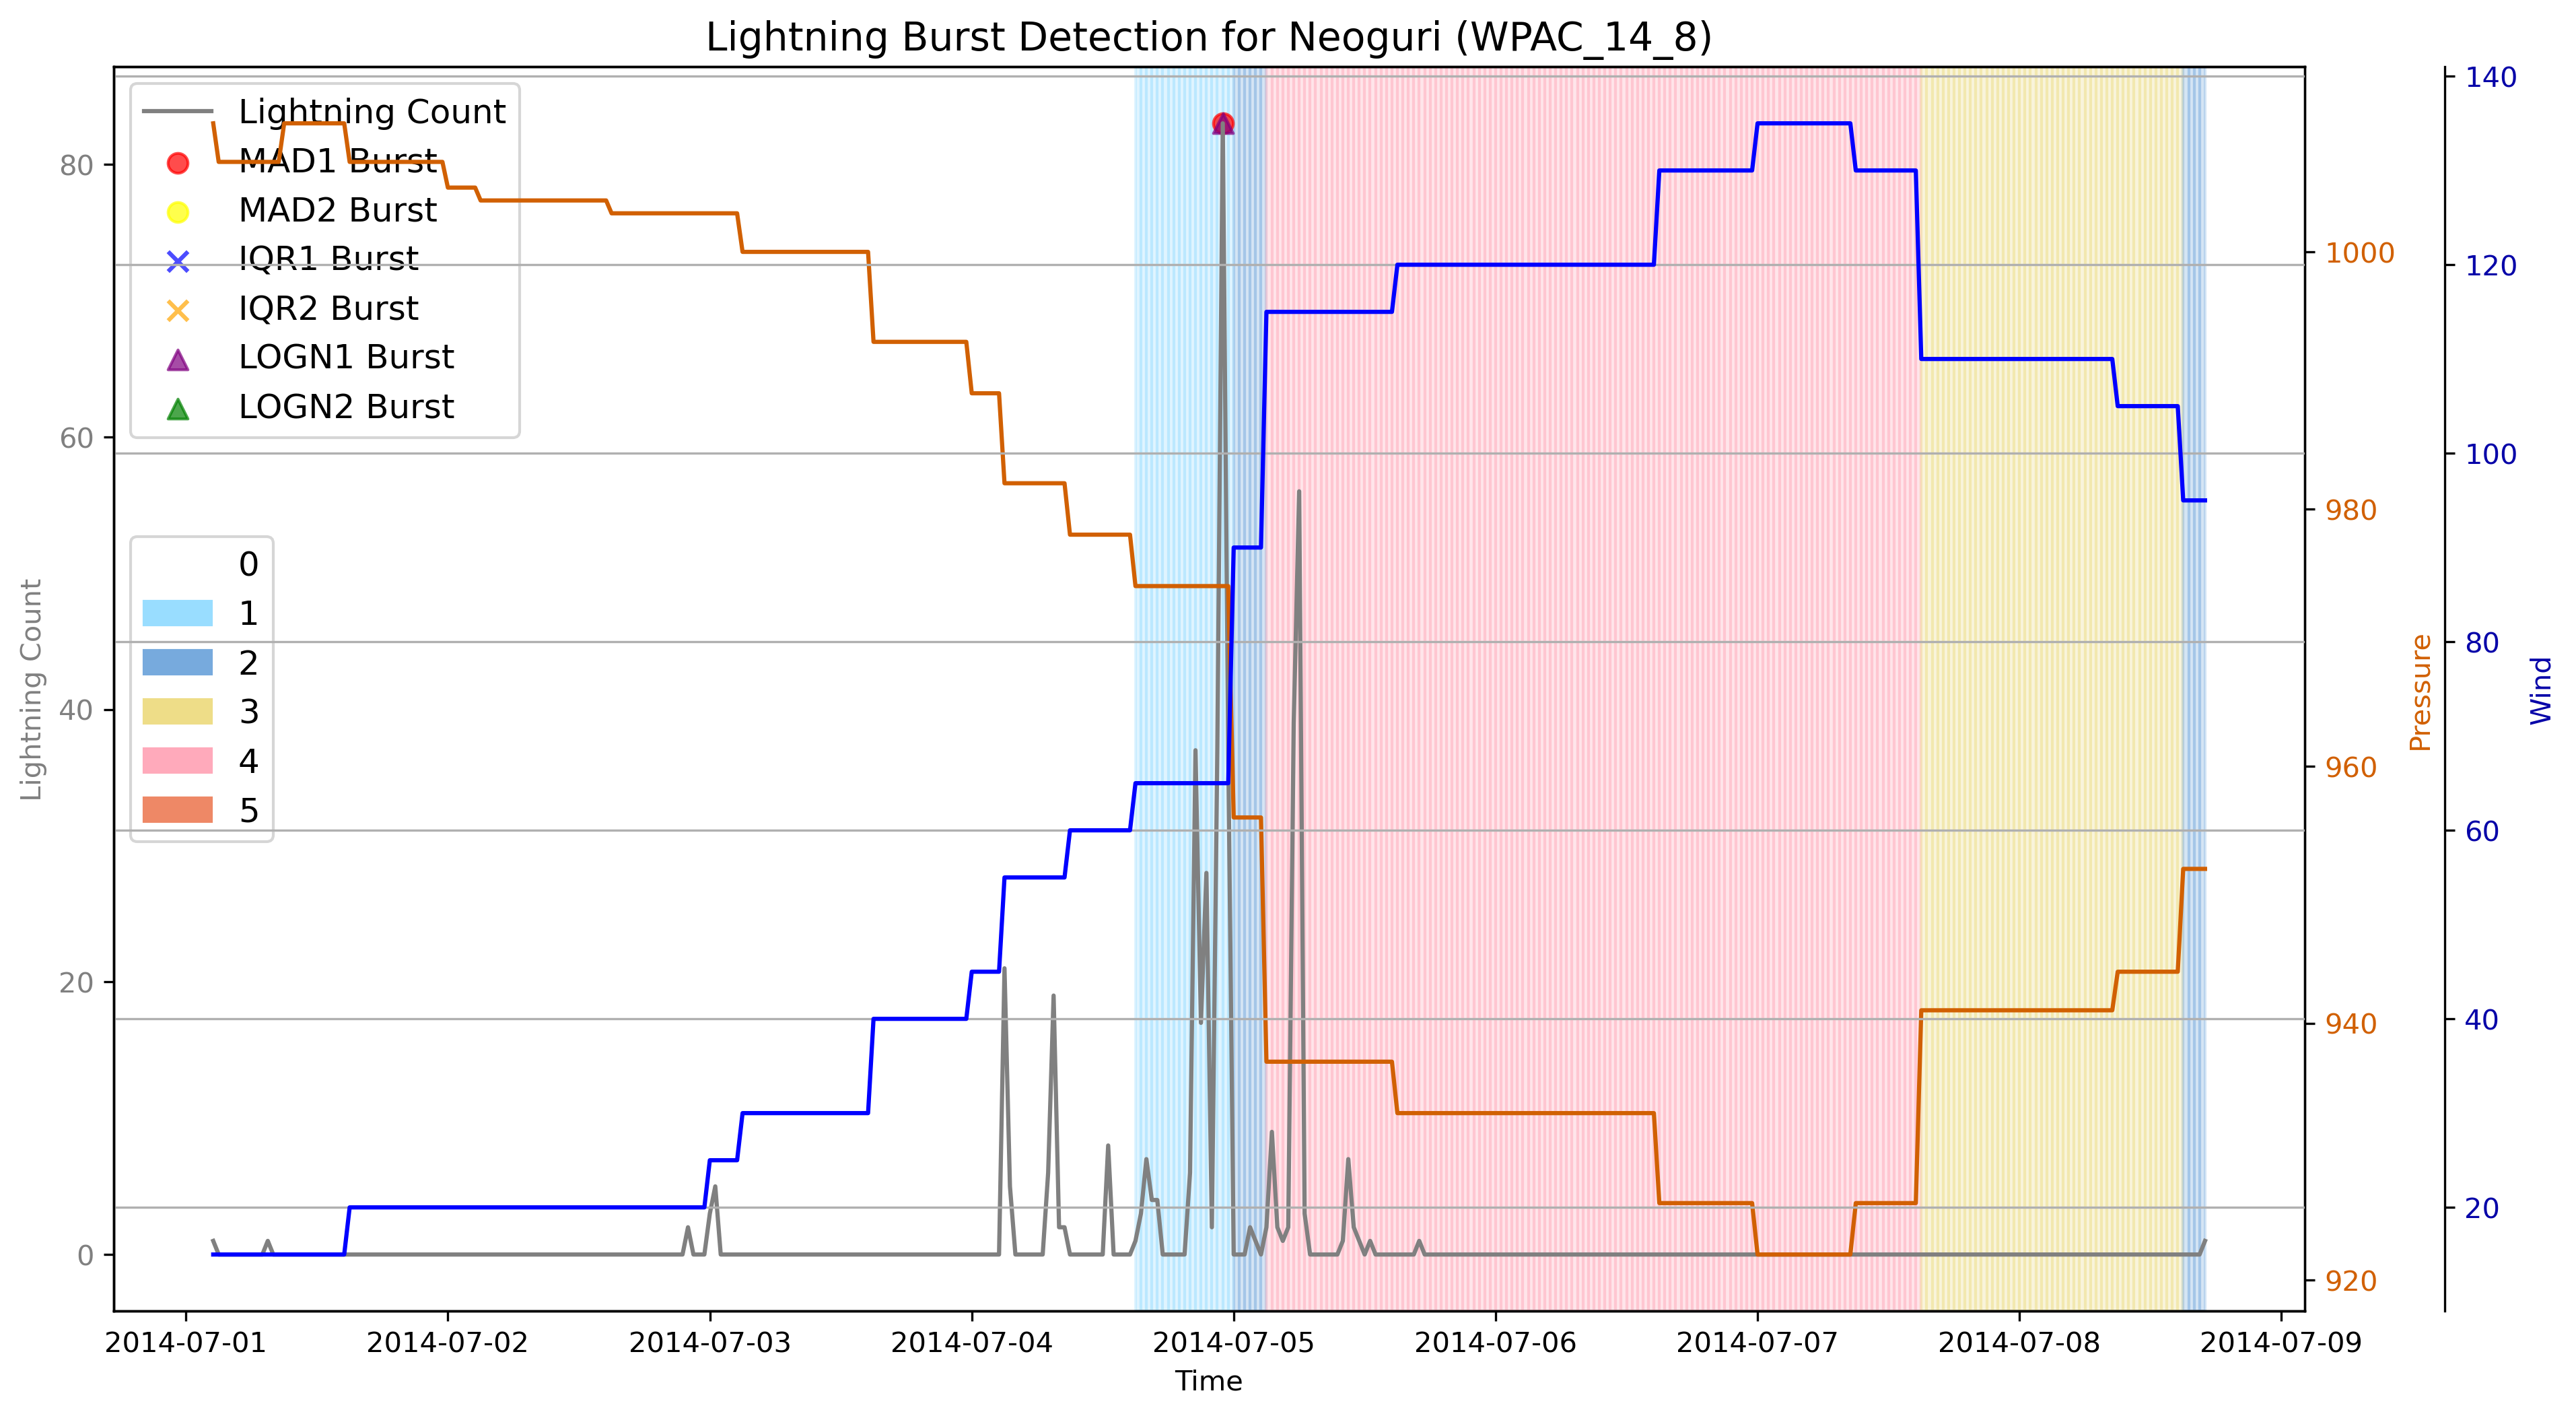 Lightning Burst Detection for Neoguri (WPAC_14_8)
Lightning Count
MAD1 Burst
MAD2 Burst
IQR1 Burst
IQR2 Burst
LOGN1 Burst
LOGN2 Burst
0
1
2
3
4
5
Lightning Count
80
60
40
20
0
1000
980
960
940
920
Pressure
140
120
100
80
60
40
20
Wind
2014-07-01
2014-07-02
2014-07-03
2014-07-04
2014-07-05
2014-07-06
2014-07-07
2014-07-08
2014-07-09
Time